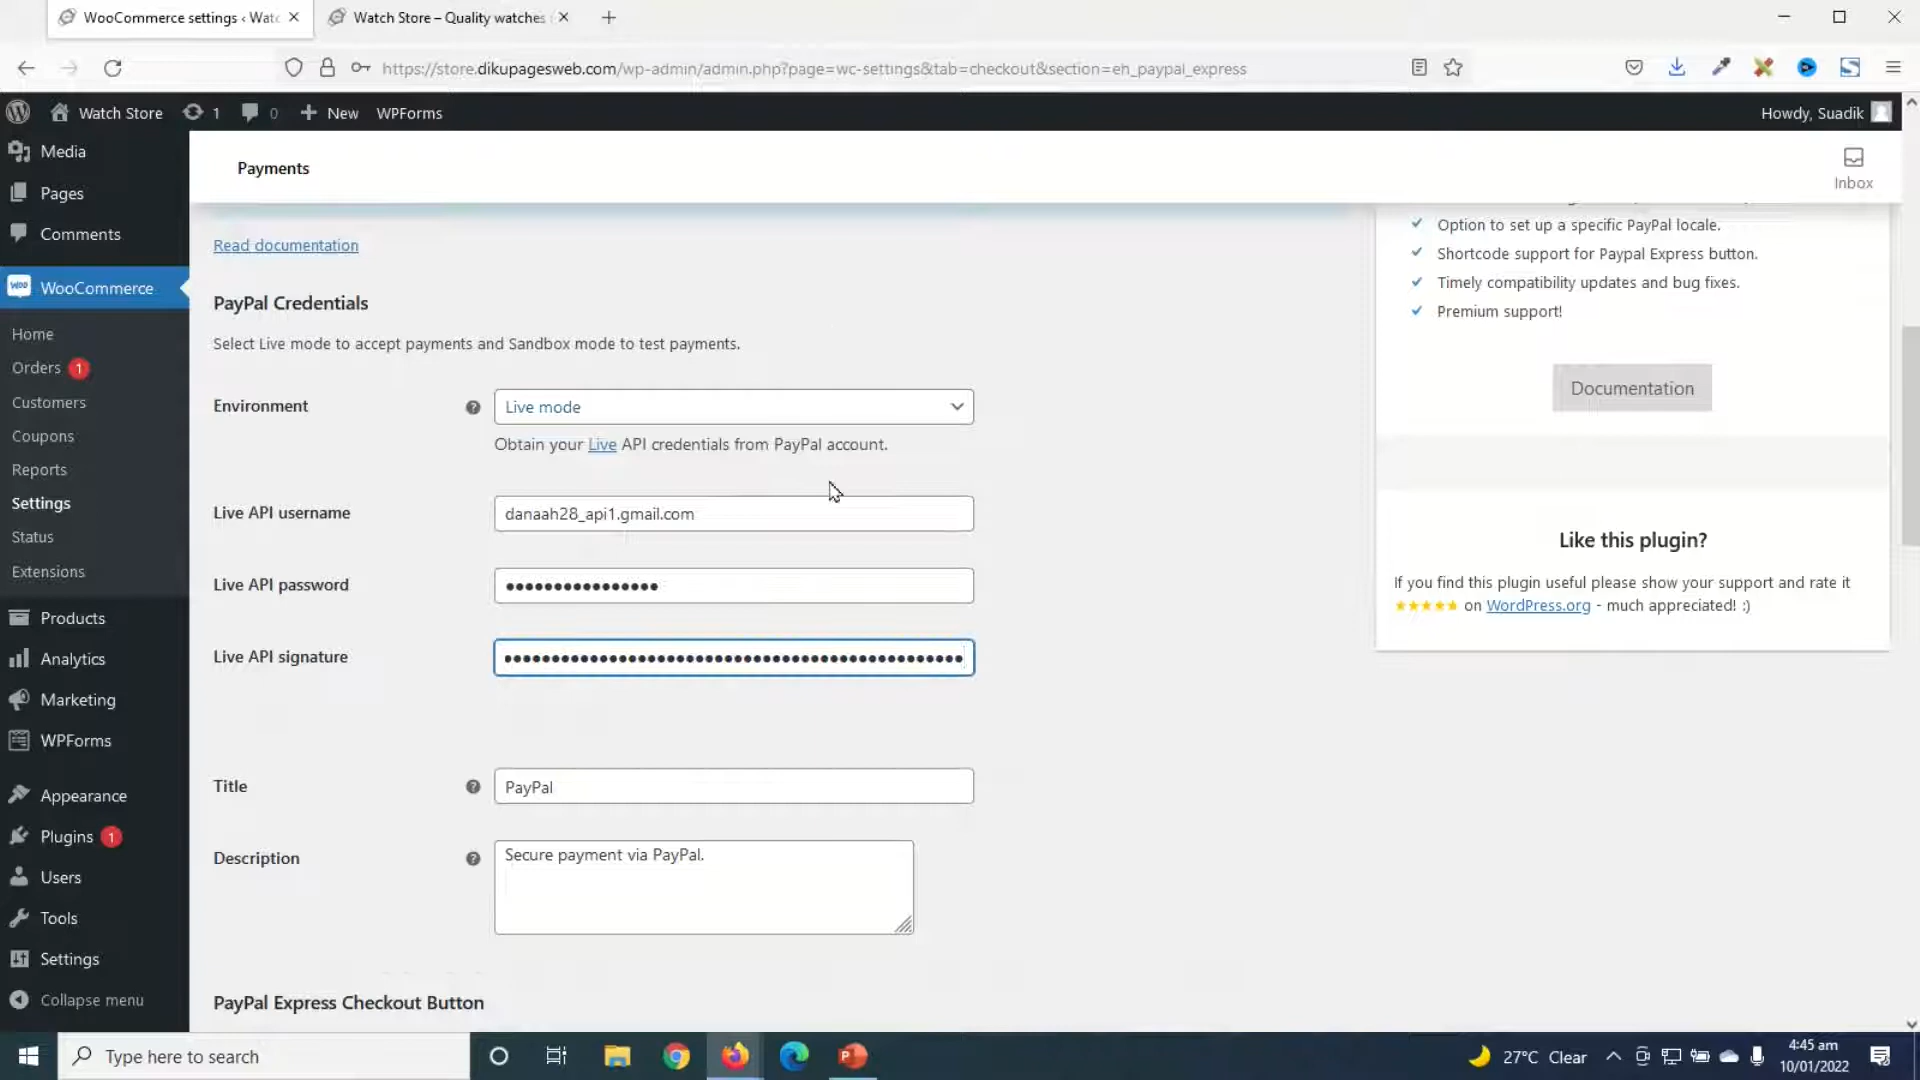 WooCommerce settings ‹ Watc
Watch Store – Quality watches
https://store.dikupagesweb.com/wp-admin/admin.php?page=wc-settings&tab=checkout&section=eh_paypal_express
Watch Store
1
0
New
WPForms
Howdy, Suadik
Media
Pages
Comments
WooCommerce
Home
Orders 1
Customers
Coupons
Reports
Settings
Status
Extensions
Products
Analytics
Marketing
WPForms
Appearance
Plugins 1
Users
Tools
Settings
Collapse menu
Payments
Inbox
Read documentation
PayPal Credentials
Select Live mode to accept payments and Sandbox mode to test payments.
Environment
Live mode
Obtain your Live API credentials from PayPal account.
Live API username
danaah28_api1.gmail.com
Live API password
Live API signature
Title
PayPal
Description
Secure payment via PayPal.
PayPal Express Checkout Button
Option to set up a specific PayPal locale.
Shortcode support for Paypal Express button.
Timely compatibility updates and bug fixes.
Premium support!
Documentation
Like this plugin?
If you find this plugin useful please show your support and rate it
★★★★★ on WordPress.org - much appreciated! :)
Type here to search
27°C Clear
4:45 am
10/01/2022